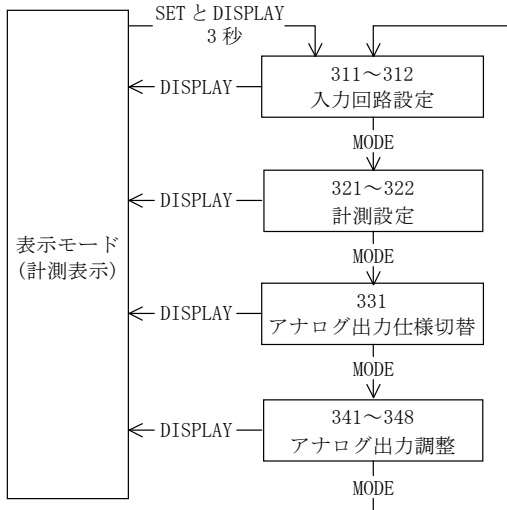 SET と DISPLAY
3 秒
311～312
入力回路設定
DISPLAY
MODE
321～322
計測設定
DISPLAY
表示モード
(計測表示)
MODE
331
アナログ出力仕様切替
DISPLAY
MODE
341～348
アナログ出力調整
DISPLAY
MODE